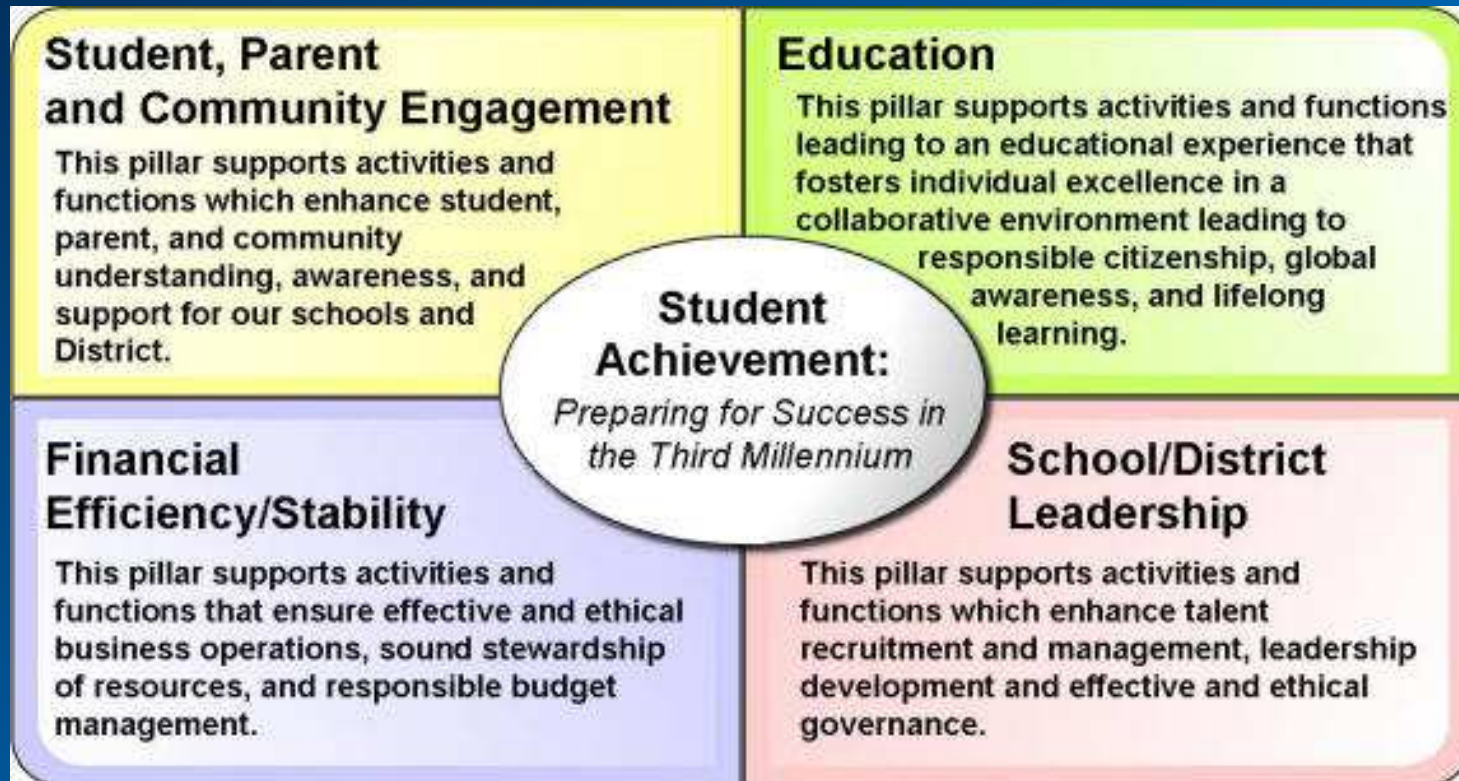 Student, Parent
and Community Engagement
This pillar supports activities and
functions which enhance student,
parent, and community
understanding, awareness, and
support for our schools and
District.
Education
This pillar supports activities and functions
leading to an educational experience that
fosters individual excellence in a
collaborative environment leading to
responsible citizenship, global
awareness, and lifelong
learning.
Student
Achievement:
Preparing for Success in
the Third Millennium
Financial
Efficiency/Stability
This pillar supports activities and
functions that ensure effective and ethical
business operations, sound stewardship
of resources, and responsible budget
management.
School/District
Leadership
This pillar supports activities and
functions which enhance talent
recruitment and management, leadership
development and effective and ethical
governance.